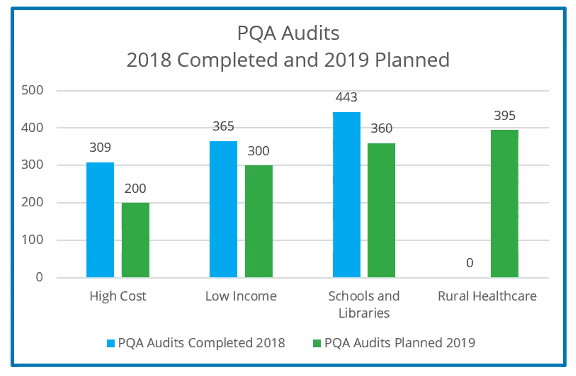 PQA Audits
2018 Completed and 2019 Planned
500
400
300
200
100
0
309
200
365
300
443
360
0
395
High Cost
Low Income
Schools and
Libraries
Rural Healthcare
PQA Audits Completed 2018
PQA Audits Planned 2019